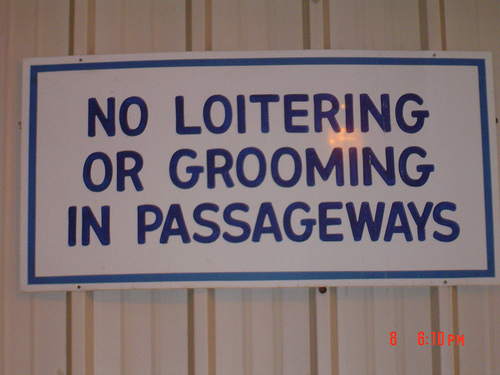 NO LOITERING
OR GROOMING
IN PASSAGEWAYS
8 6:10 PM